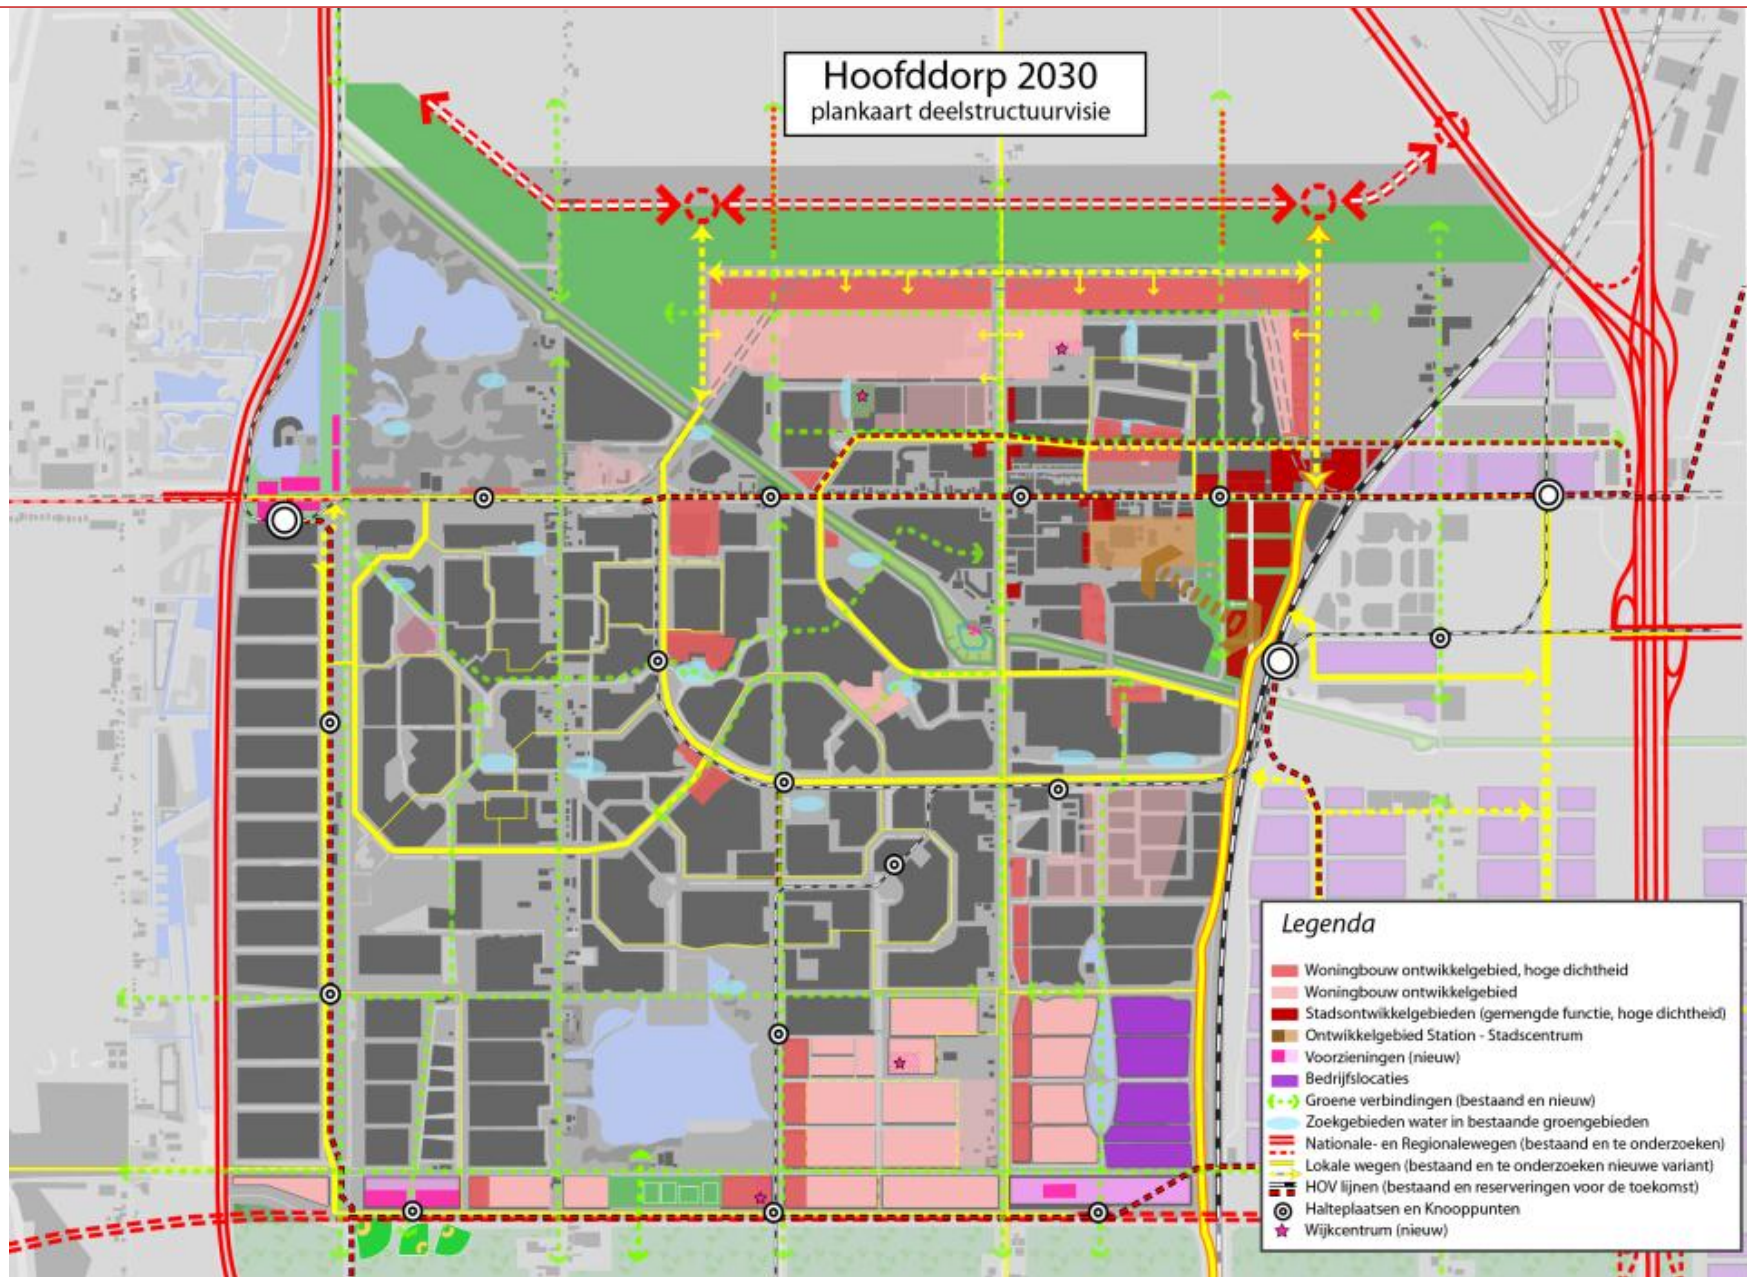 Hoofddorp 2030
plankaart deelstructuurvisie
Legenda
Woningbouw ontwikkelgebied, hoge dichtheid
Woningbouw ontwikkelgebied
Stadsontwikkelgebieden (gemengde functie, hoge dichtheid)
Ontwikkelgebied Station - Stadscentrum
Voorzieningen (nieuw)
Bedrijfslocaties
Groene verbindingen (bestaand en nieuw)
Zoekgebieden water in bestaande groengebieden
Nationale- en Regionalewegen (bestaand en te onderzoeken)
Lokale wegen (bestaand en te onderzoeken nieuwe variant)
HOV lijnen (bestaand en reserveringen voor de toekomst)
Halteplaatsen en Knooppunten
Wijkcentrum (nieuw)